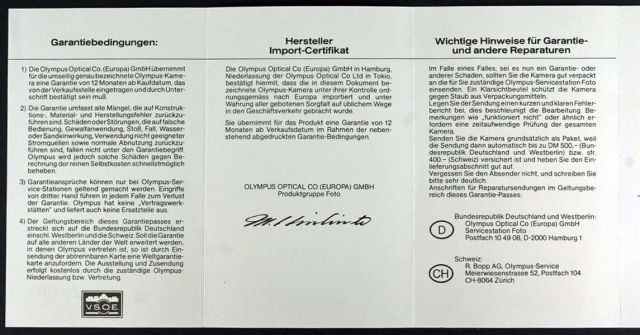 Garantiebedingungen:
1) Die Olympus Optical Co. (Europa) GmbH übernimmt
für die umseitig genau bezeichnete Olympus-Kame-
ra eine Garantie von 12 Monaten ab Kaufdatum, das
von der Verkaufsstelle eingetragen und durch Unter-
schrift bestätigt sein muß.
2) Die Garantie umfasst alle Mängel, die auf Konstruk-
tions-, Material- und Herstellungsfehler zurückzu-
führen sind. Schäden oder Störungen, die auf falsche
Bedienung, Gewaltanwendung, Stoß, Fall, Wasser-
oder Sandeinwirkung, Verwendung nicht geeigneter
Stromquellen sowie normale Abnutzung zurückzu-
führen sind, fallen nicht unter den Garantiebegriff.
Olympus wird jedoch solche Schäden gegen Be-
rechnung der reinen Selbstkosten schnellstmöglich
beheben.
3) Garantieansprüche können nur bei Olympus-Ser-
vice-Stationen geltend gemacht werden. Eingriffe
von dritter Hand führen in jedem Falle zum Verlust
der Garantie. Olympus hat keine „Vertragswerk-
stätten" und liefert auch keine Ersatzteile aus.
4) Der Geltungsbereich dieses Garantiepasses er-
streckt sich auf die Bundesrepublik Deutschland
einschl. Westberlin und die Schweiz. Soll die Garantie
auf alle anderen Länder der Welt erweitert werden,
in denen Olympus vertreten ist, so ist durch Ein-
sendung der abtrennbaren Karte eine Weltgarantie-
karte anzufordern. Die Ausstellung und Zusendung
erfolgt kostenlos durch die zuständige Olympus-
Niederlassung bzw. Vertretung.
V.S.O.E
Hersteller
Import-Certifikat
Die Olympus Optical Co (Europa) GmbH in Hamburg,
Niederlassung der Olympus Optical Co Ltd in Tokio,
bestätigt hiermit, dass die in diesem Dokument be-
zeichnete Olympus-Kamera unter ihrer Kontrolle ord-
nungsgemäss nach Europa importiert und unter
Wahrung aller gebotenen Sorgfalt auf üblichem Wege
in den Geschäftsverkehr gebracht wurde.
Sie übernimmt für das Produkt eine Garantie von 12
Monaten ab Verkaufsdatum im Rahmen der neben-
stehend abgedruckten Garantie-Bedingungen.
OLYMPUS OPTICAL CO (EUROPA) GMBH
Produktgruppe Foto
Wichtige Hinweise für Garantie-
und andere Reparaturen
Im Falle eines Falles, sei es nun ein Garantie- oder
anderer Schaden, sollten Sie die Kamera gut verpackt
an die für Sie zuständige Olympus-Servicestation Foto
einsenden. Ein Klarsichtbeutel schützt die Kamera
gegen Staub aus Verpackungsmitteln.
Legen Sie der Sendung einen kurzen und klaren Fehler-
bericht bei, dies beschleunigt die Bearbeitung. Be-
merkungen wie „funktioniert nicht" oder ähnlich er-
fordern eine zeitaufwendige Prüfung der gesamten
Kamera.
Senden Sie die Kamera grundsätzlich als Paket, weil
die Sendung dann automatisch bis zu DM 500,– (Bun-
desrepublik Deutschland und Westberlin) bzw. sfr.
400.– (Schweiz) versichert ist und heben Sie den Ein-
lieferungsabschnitt gut auf.
Vergessen Sie den Absender nicht, und schreiben Sie
bitte sehr deutlich.
Anschriften für Reparatursendungen im Geltungsbe-
reich dieses Garantie-Passes:
D
Bundesrepublik Deutschland und Westberlin:
Olympus Optical Co (Europa) GmbH
Servicestation Foto
Postfach 10 49 08, D-2000 Hamburg 1
CH
Schweiz:
R. Bopp AG, Olympus-Service
Meierwiesenstrasse 52, Postfach 104
CH-8064 Zürich